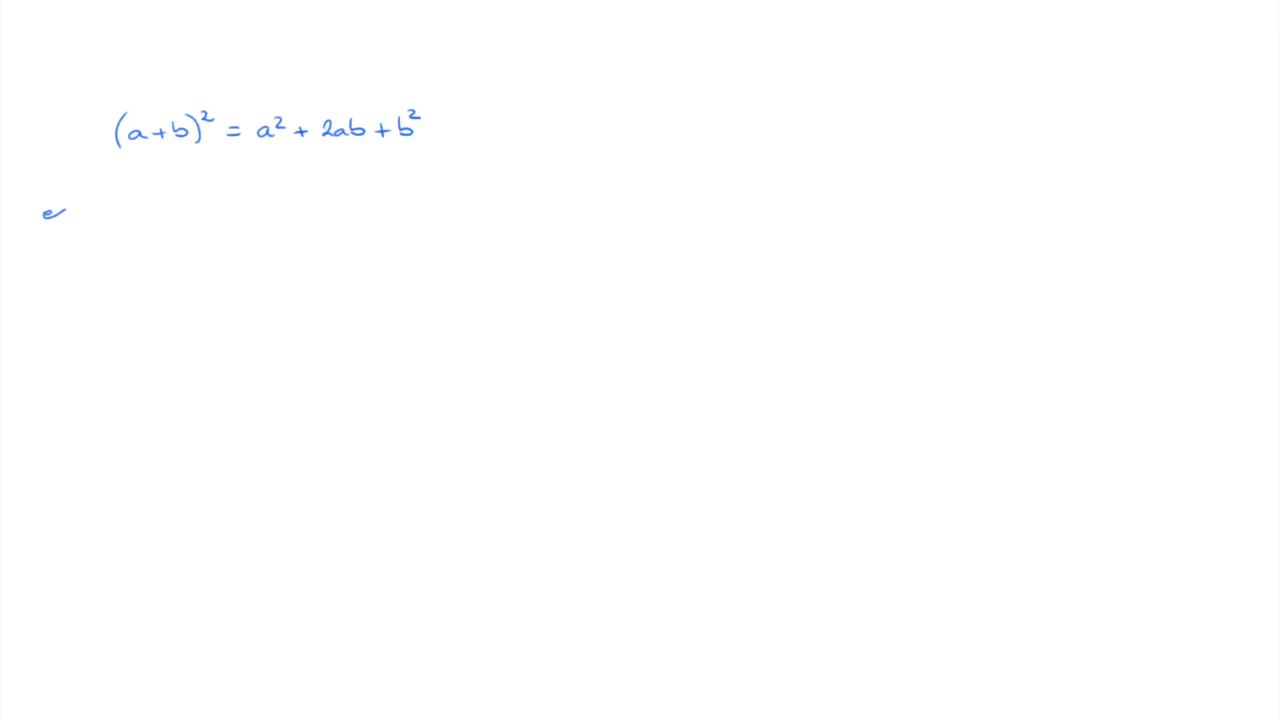 (a+b)² = a² + 2ab + b²
e